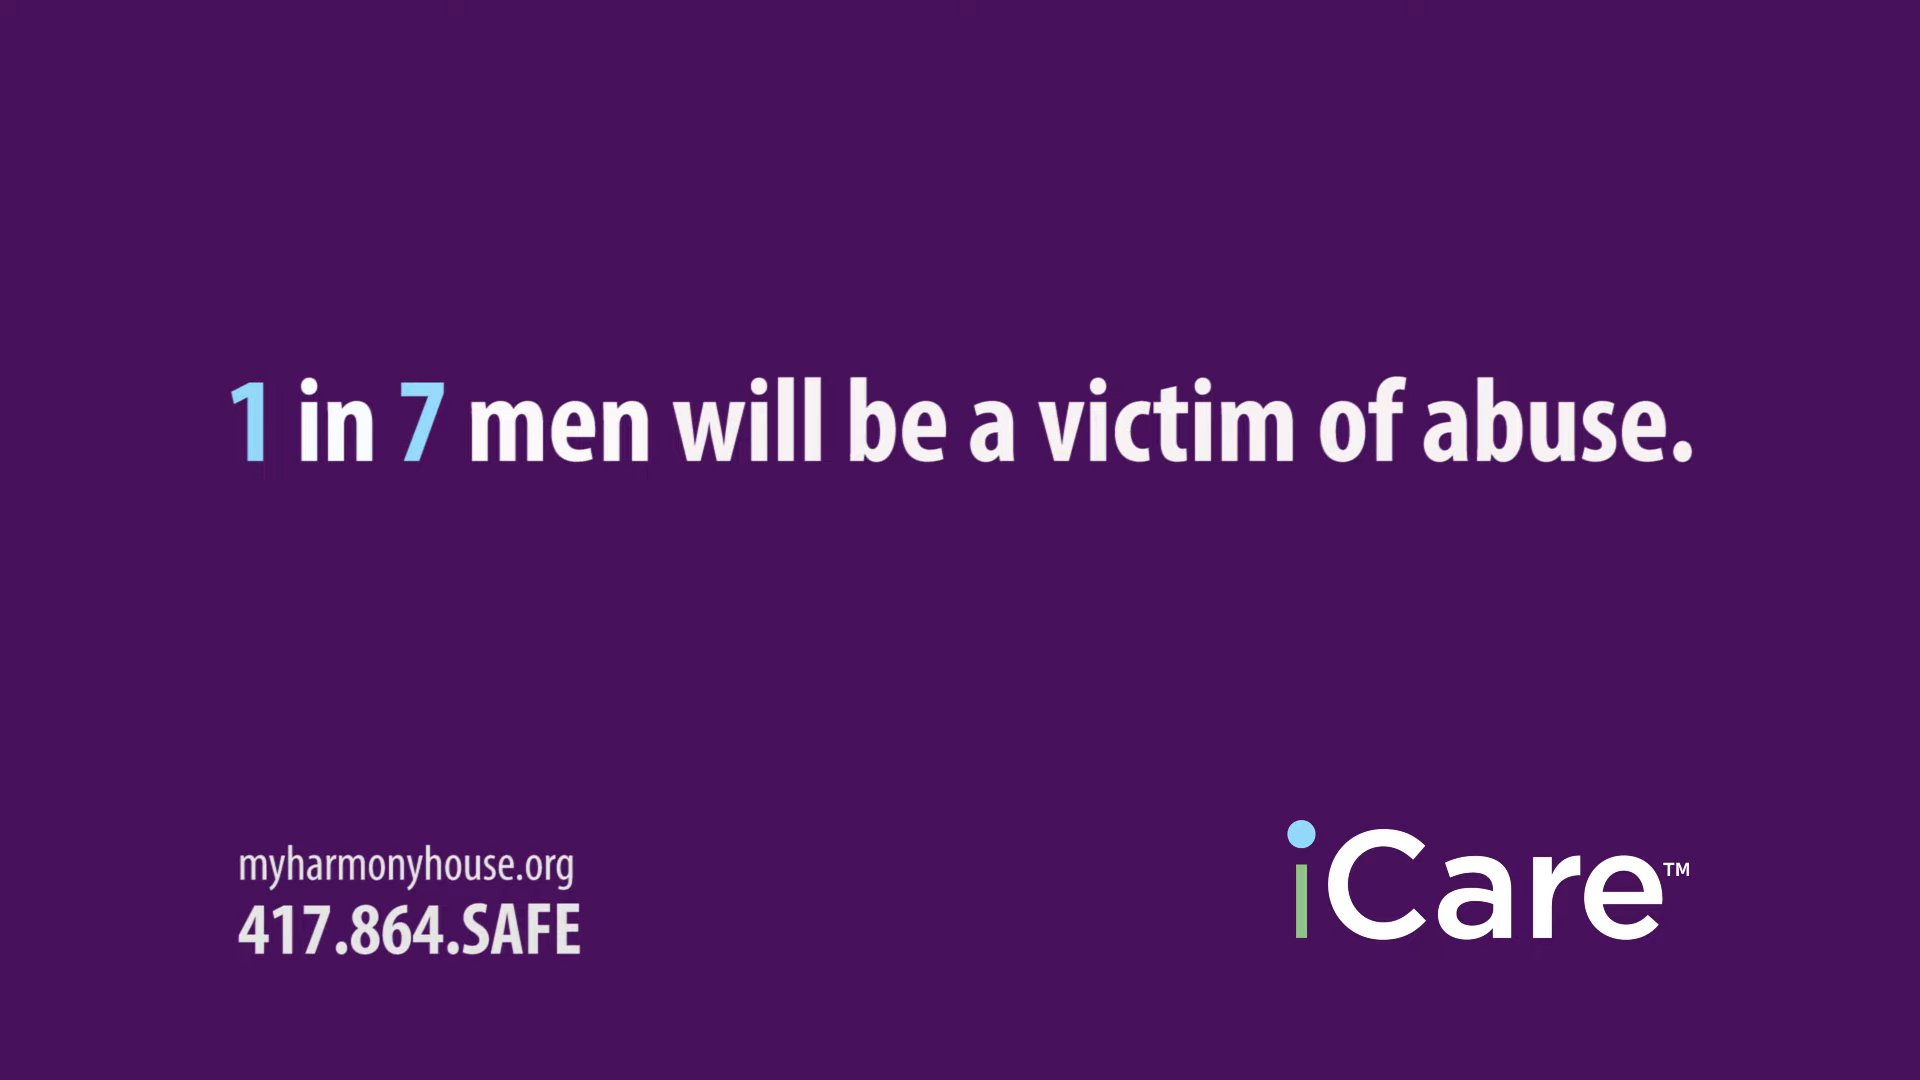 1 in 7 men will be a victim of abuse.
myharmonyhouse.org
417.864.SAFE
iCare™